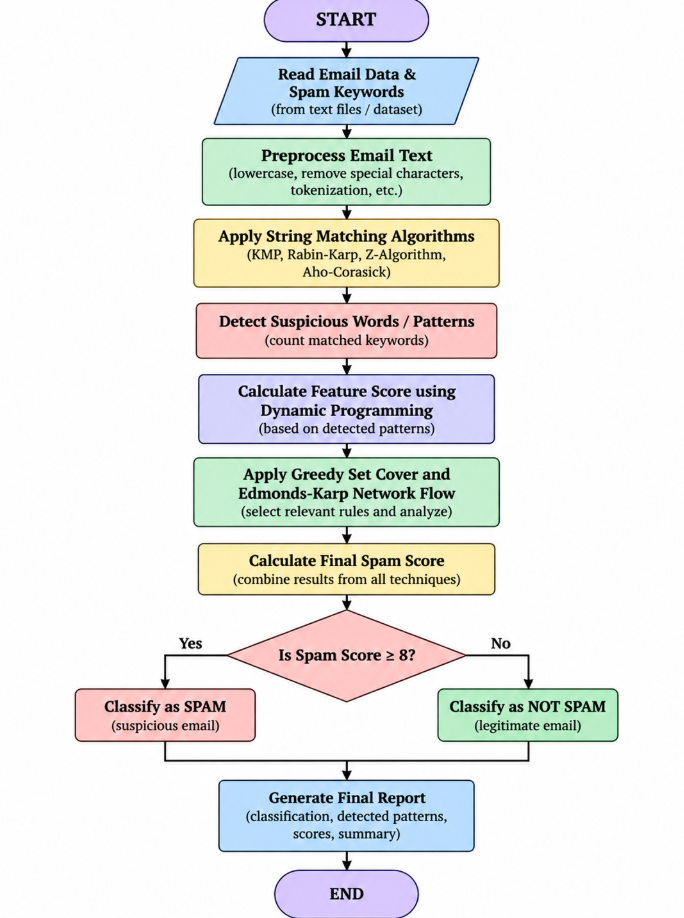 START
Read Email Data &
Spam Keywords
(from text files / dataset)
Preprocess Email Text
(lowercase, remove special characters,
tokenization, etc.)
Apply String Matching Algorithms
(KMP, Rabin-Karp, Z-Algorithm,
Aho-Corasick)
Detect Suspicious Words / Patterns
(count matched keywords)
Calculate Feature Score using
Dynamic Programming
(based on detected patterns)
Apply Greedy Set Cover and
Edmonds-Karp Network Flow
(select relevant rules and analyze)
Calculate Final Spam Score
(combine results from all techniques)
Is Spam Score ≥ 8?
Yes
No
Classify as SPAM
(suspicious email)
Classify as NOT SPAM
(legitimate email)
Generate Final Report
(classification, detected patterns,
scores, summary)
END